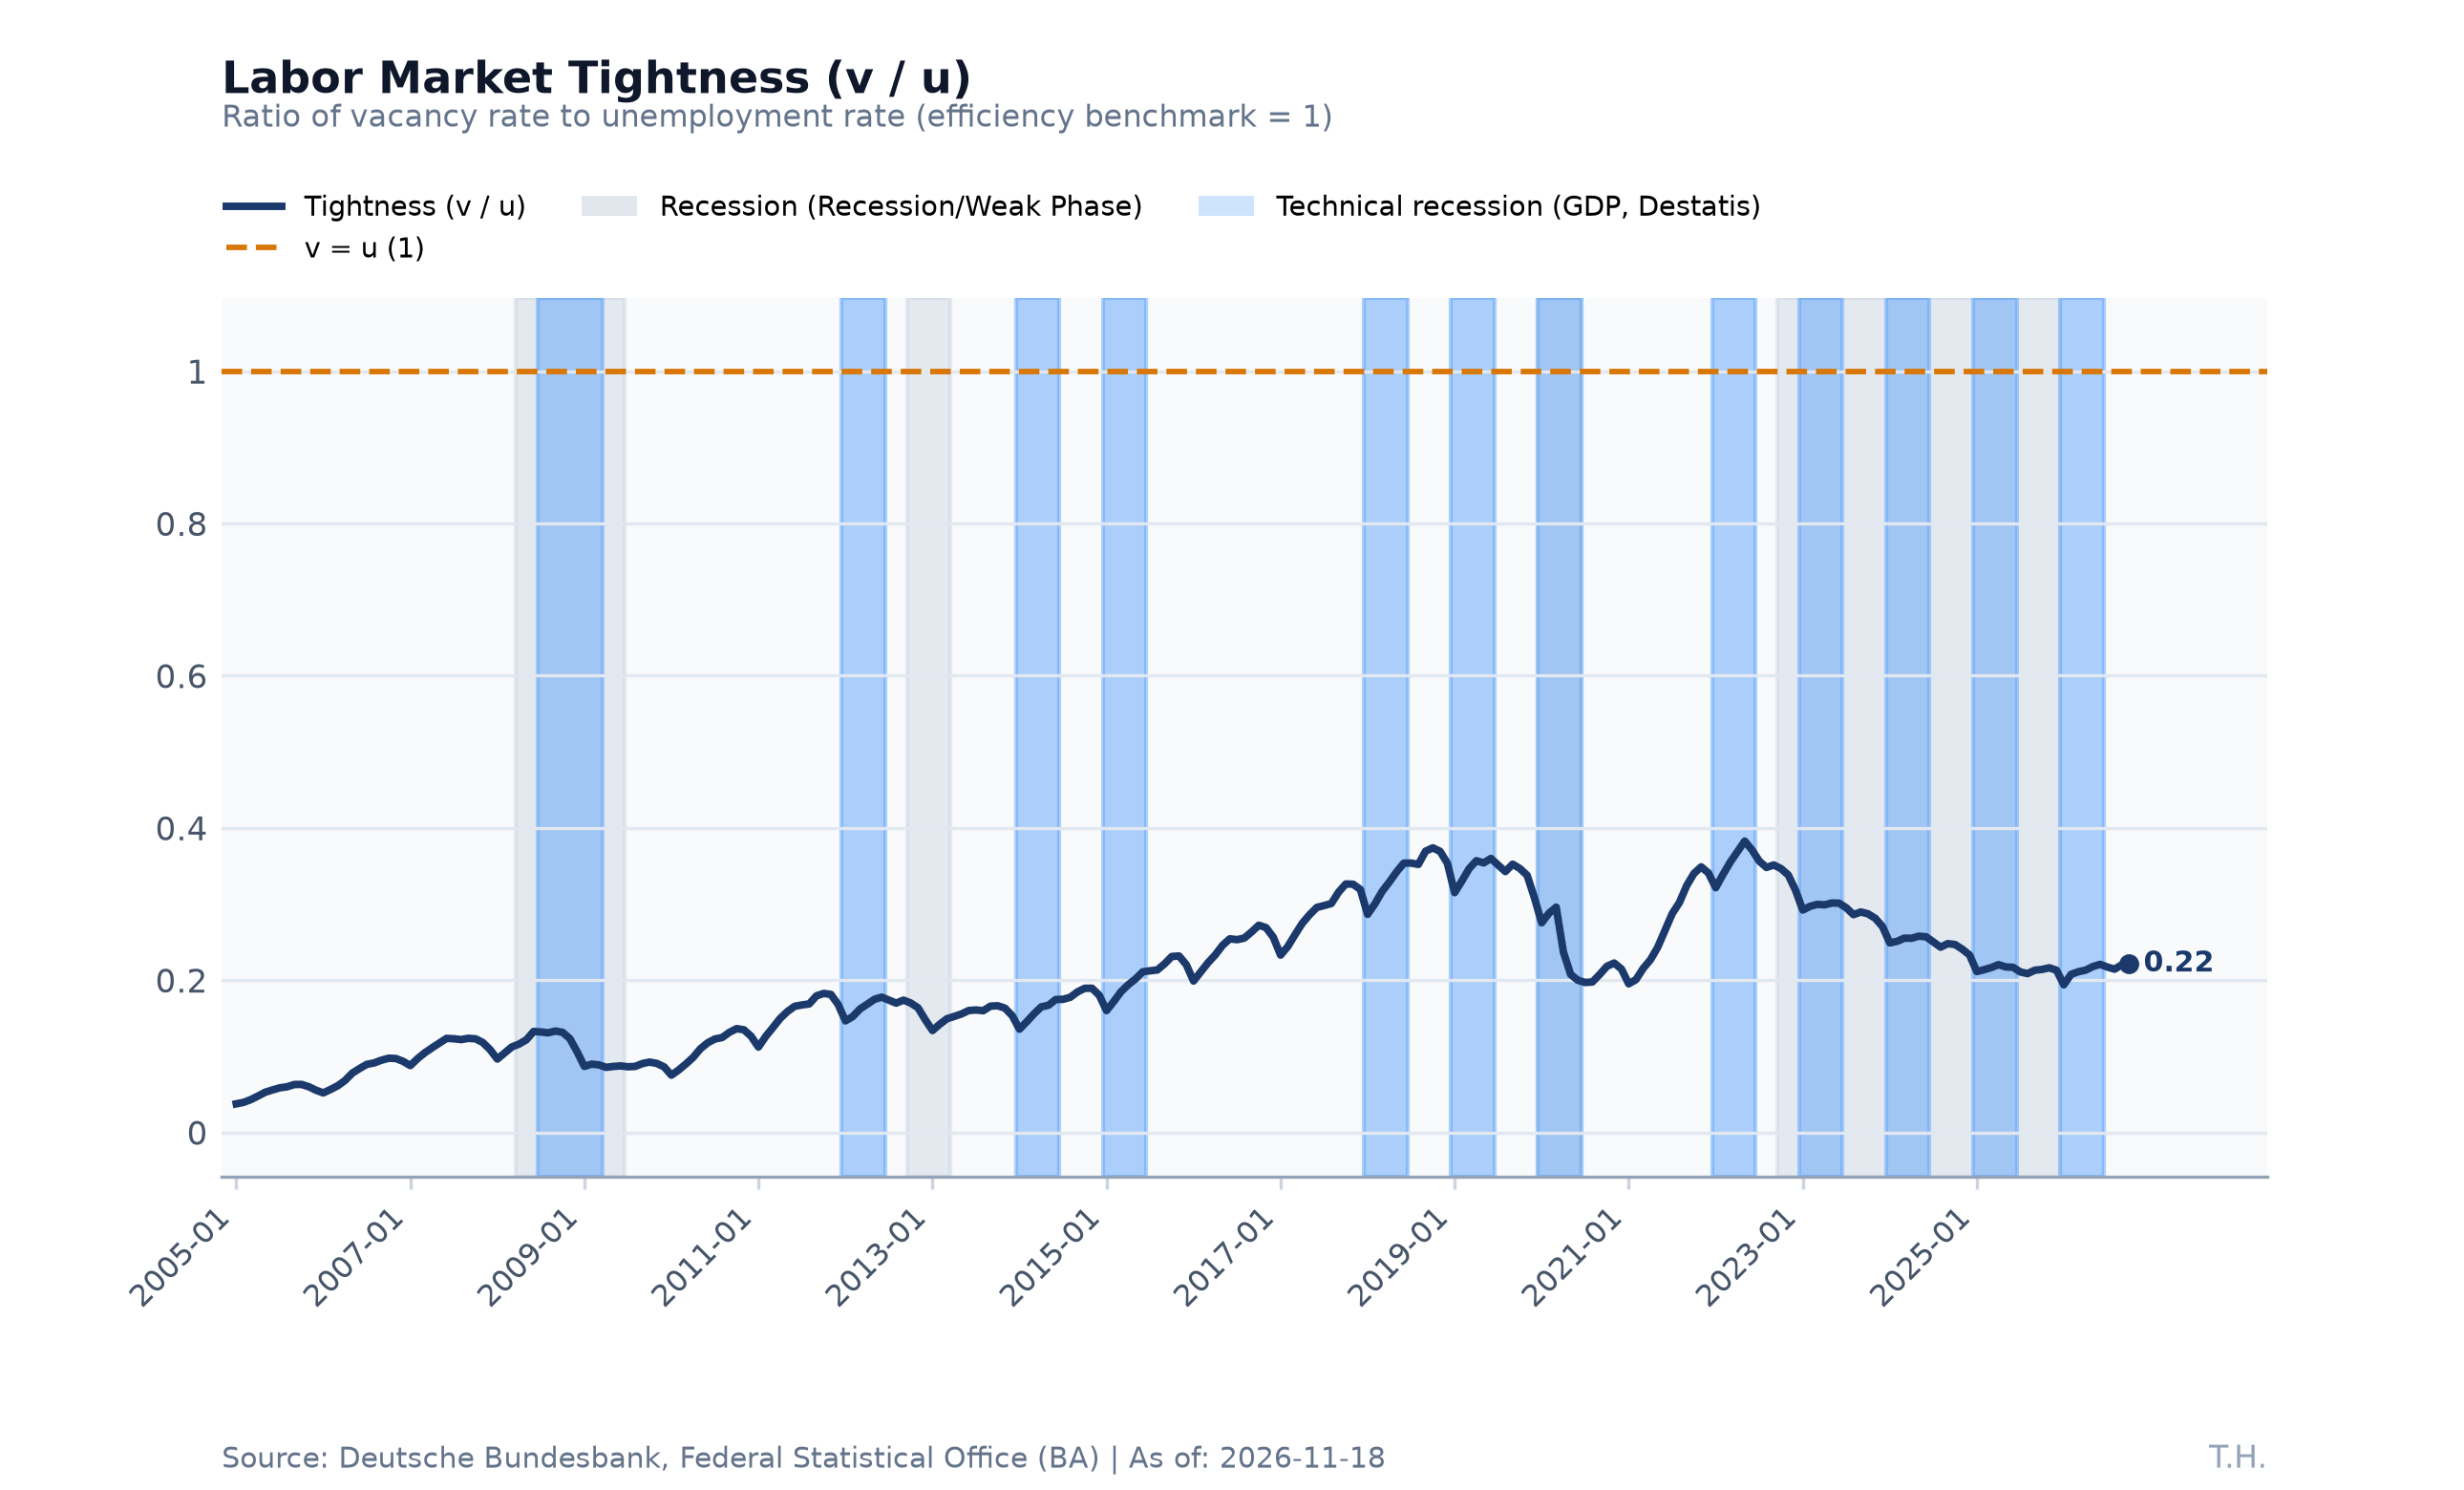 Labor Market Tightness (v / u)
Ratio of vacancy rate to unemployment rate (efficiency benchmark = 1)
Tightness (v / u)
Recession (Recession/Weak Phase)
Technical recession (GDP, Destatis)
v = u (1)
1
0.8
0.6
0.4
0.2
0
0.22
2005-01
2007-01
2009-01
2011-01
2013-01
2015-01
2017-01
2019-01
2021-01
2023-01
2025-01
Source: Deutsche Bundesbank, Federal Statistical Office (BA) | As of: 2026-11-18
T.H.